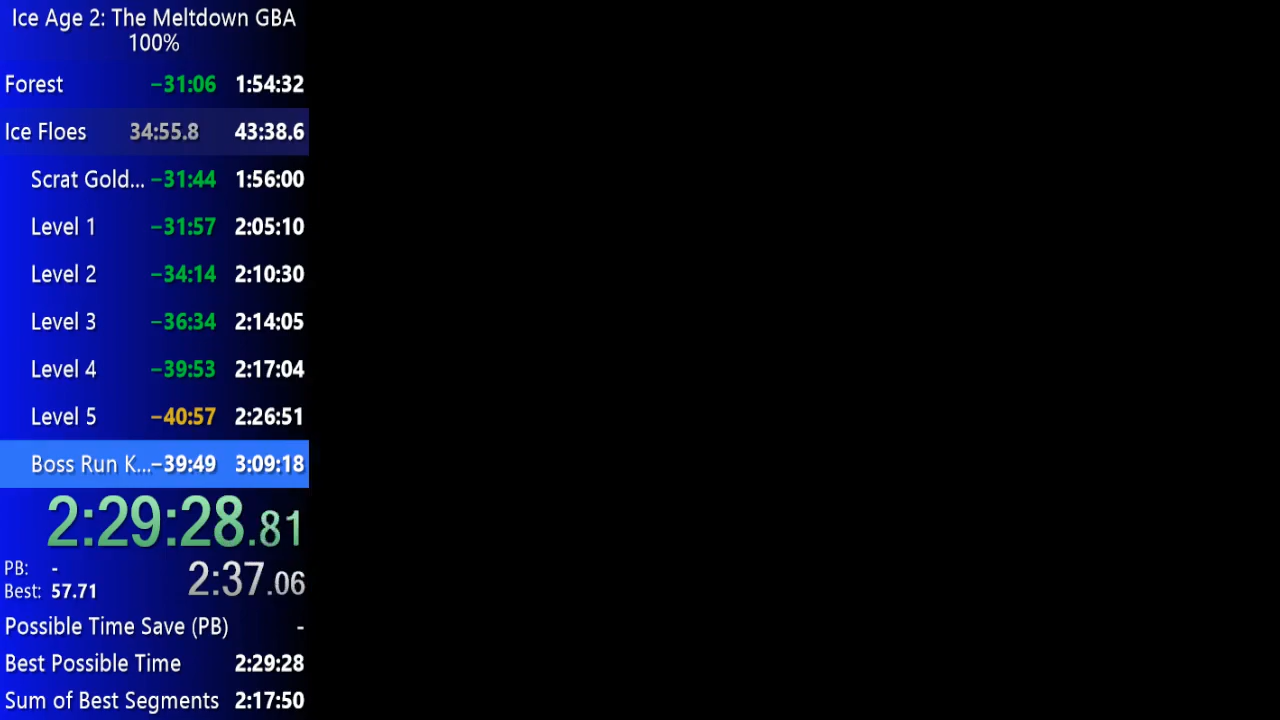 Ice Age 2: The Meltdown GBA
100%
Forest -31:06 1:54:32
Ice Floes 34:55.8 43:38.6
Scrat Gold... -31:44 1:56:00
Level 1 -31:57 2:05:10
Level 2 -34:14 2:10:30
Level 3 -36:34 2:14:05
Level 4 -39:53 2:17:04
Level 5 -40:57 2:26:51
Boss Run K... -39:49 3:09:18
2:29:28.81
PB: -
Best: 57.71 2:37.06
Possible Time Save (PB) -
Best Possible Time 2:29:28
Sum of Best Segments 2:17:50